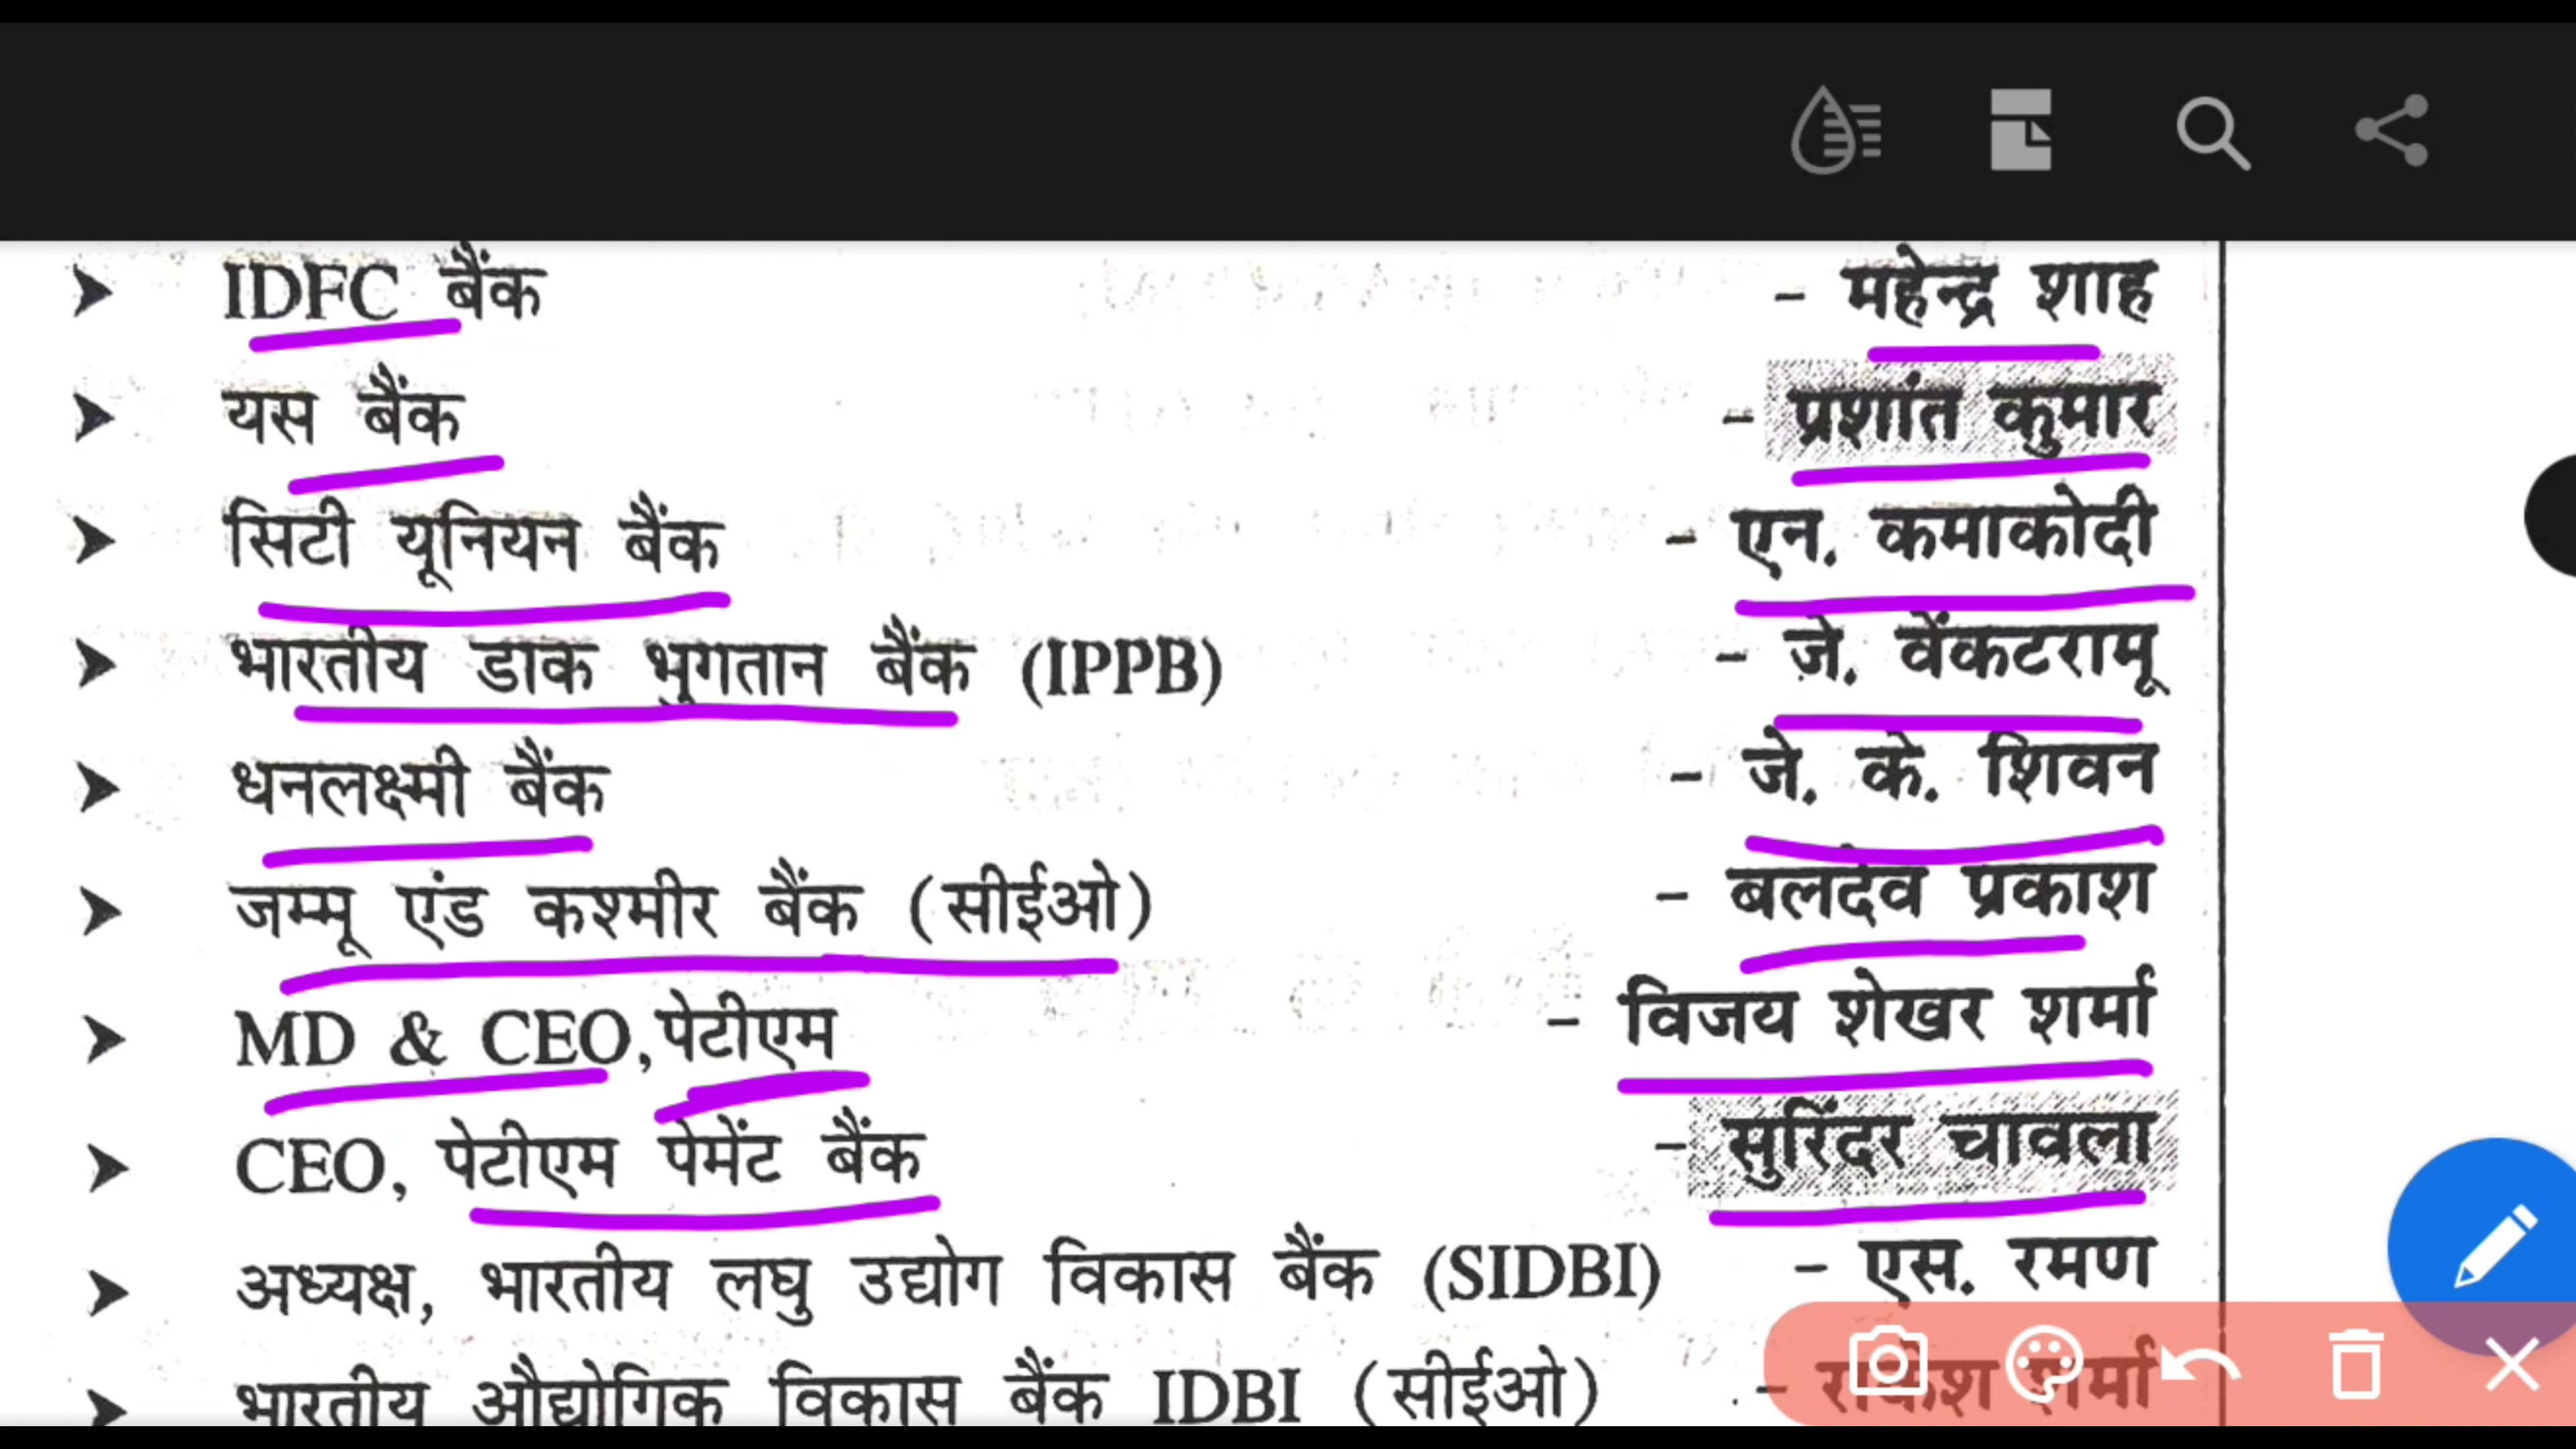 ➤ IDFC बैंक – महेन्द्र शाह
➤ यस बैंक – प्रशांत कुमार
➤ सिटी यूनियन बैंक – एन. कमाकोदी
➤ भारतीय डाक भुगतान बैंक (IPPB) – जे. वेंकटरामू
➤ धनलक्ष्मी बैंक – जे. के. शिवन
➤ जम्मू एंड कश्मीर बैंक (सीईओ) – बलदेव प्रकाश
➤ MD & CEO, पेटीएम – विजय शेखर शर्मा
➤ CEO, पेटीएम पेमेंट बैंक – सुरिंदर चावला
➤ अध्यक्ष, भारतीय लघु उद्योग विकास बैंक (SIDBI) – एस. रमण
➤ भारतीय औद्योगिक विकास बैंक IDBI (सीईओ) – राकेश शर्मा